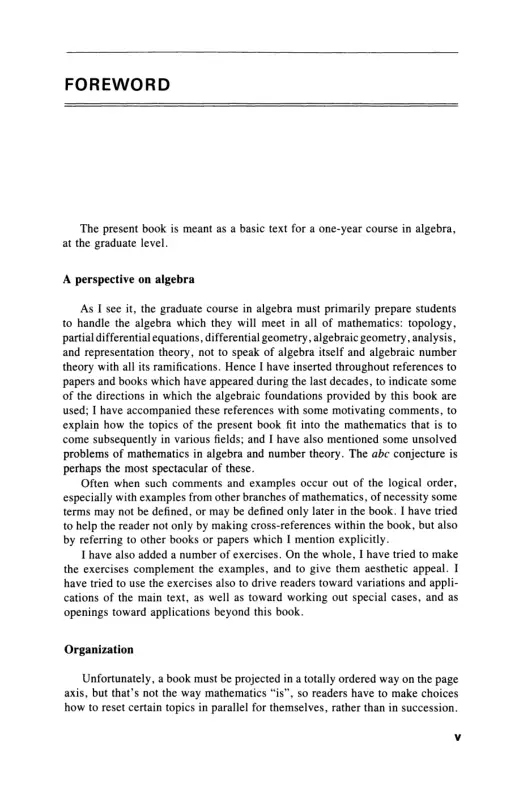 FOREWORD
The present book is meant as a basic text for a one-year course in algebra,
at the graduate level.
A perspective on algebra
As I see it, the graduate course in algebra must primarily prepare students
to handle the algebra which they will meet in all of mathematics: topology,
partial differential equations, differential geometry, algebraic geometry, analysis,
and representation theory, not to speak of algebra itself and algebraic number
theory with all its ramifications. Hence I have inserted throughout references to
papers and books which have appeared during the last decades, to indicate some
of the directions in which the algebraic foundations provided by this book are
used; I have accompanied these references with some motivating comments, to
explain how the topics of the present book fit into the mathematics that is to
come subsequently in various fields; and I have also mentioned some unsolved
problems of mathematics in algebra and number theory. The abc conjecture is
perhaps the most spectacular of these.
Often when such comments and examples occur out of the logical order,
especially with examples from other branches of mathematics, of necessity some
terms may not be defined, or may be defined only later in the book. I have tried
to help the reader not only by making cross-references within the book, but also
by referring to other books or papers which I mention explicitly.
I have also added a number of exercises. On the whole, I have tried to make
the exercises complement the examples, and to give them aesthetic appeal. I
have tried to use the exercises also to drive readers toward variations and appli-
cations of the main text, as well as toward working out special cases, and as
openings toward applications beyond this book.
Organization
Unfortunately, a book must be projected in a totally ordered way on the page
axis, but that's not the way mathematics "is", so readers have to make choices
how to reset certain topics in parallel for themselves, rather than in succession.
v